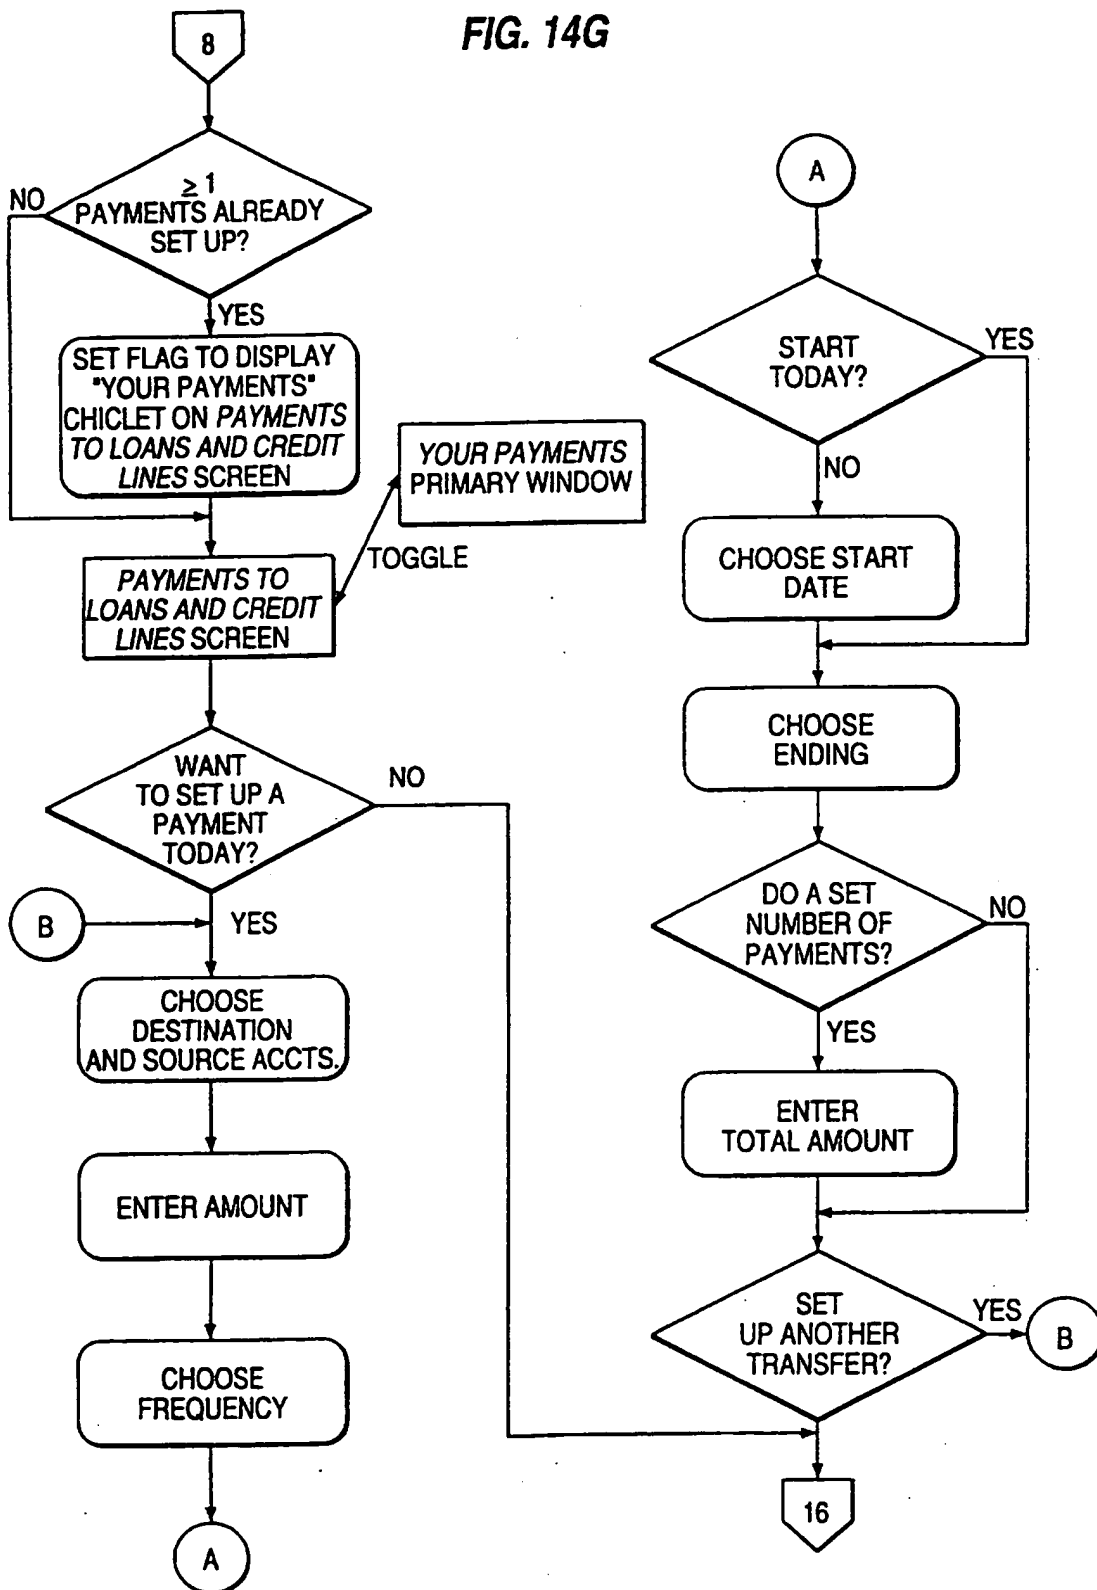 FIG. 14G
8
≥ 1
PAYMENTS ALREADY
SET UP?
NO
YES
SET FLAG TO DISPLAY
"YOUR PAYMENTS"
CHICLET ON PAYMENTS
TO LOANS AND CREDIT
LINES SCREEN
YOUR PAYMENTS
PRIMARY WINDOW
TOGGLE
PAYMENTS TO
LOANS AND CREDIT
LINES SCREEN
WANT
TO SET UP A
PAYMENT
TODAY?
NO
YES
B
CHOOSE
DESTINATION
AND SOURCE ACCTS.
ENTER AMOUNT
CHOOSE
FREQUENCY
A
A
START
TODAY?
YES
NO
CHOOSE START
DATE
CHOOSE
ENDING
DO A SET
NUMBER OF
PAYMENTS?
NO
YES
ENTER
TOTAL AMOUNT
SET
UP ANOTHER
TRANSFER?
YES
B
16